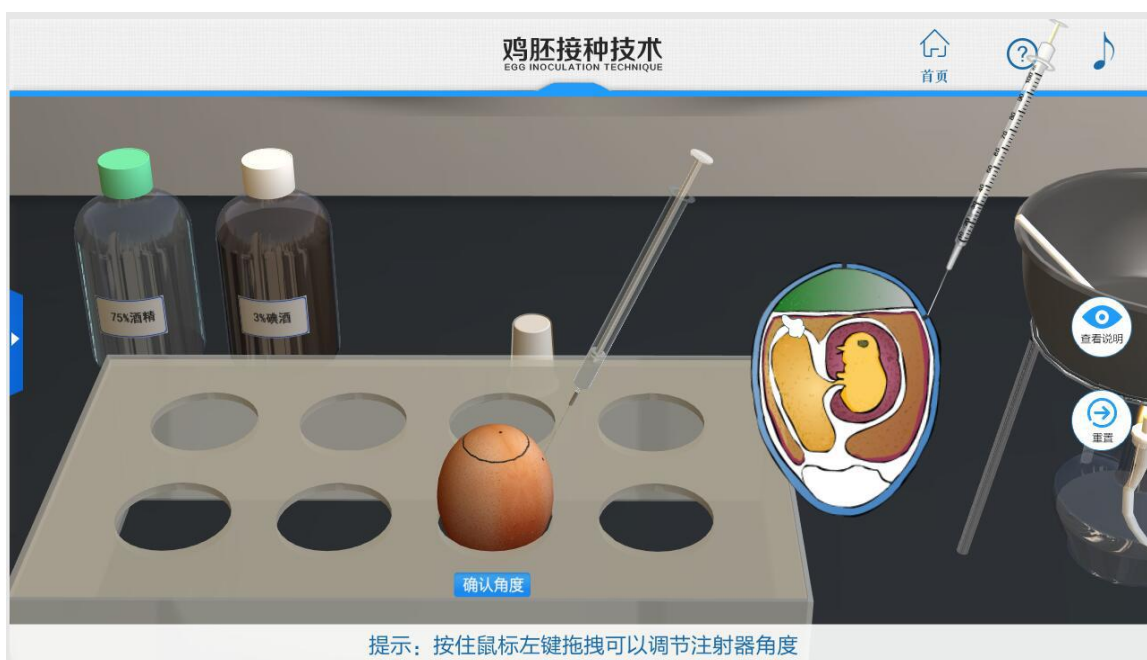 鸡胚接种技术
EGG INOCULATION TECHNIQUE
首页
?
75%酒精
3%碘酒
查看说明
重置
确认角度
提示：按住鼠标左键拖拽可以调节注射器角度